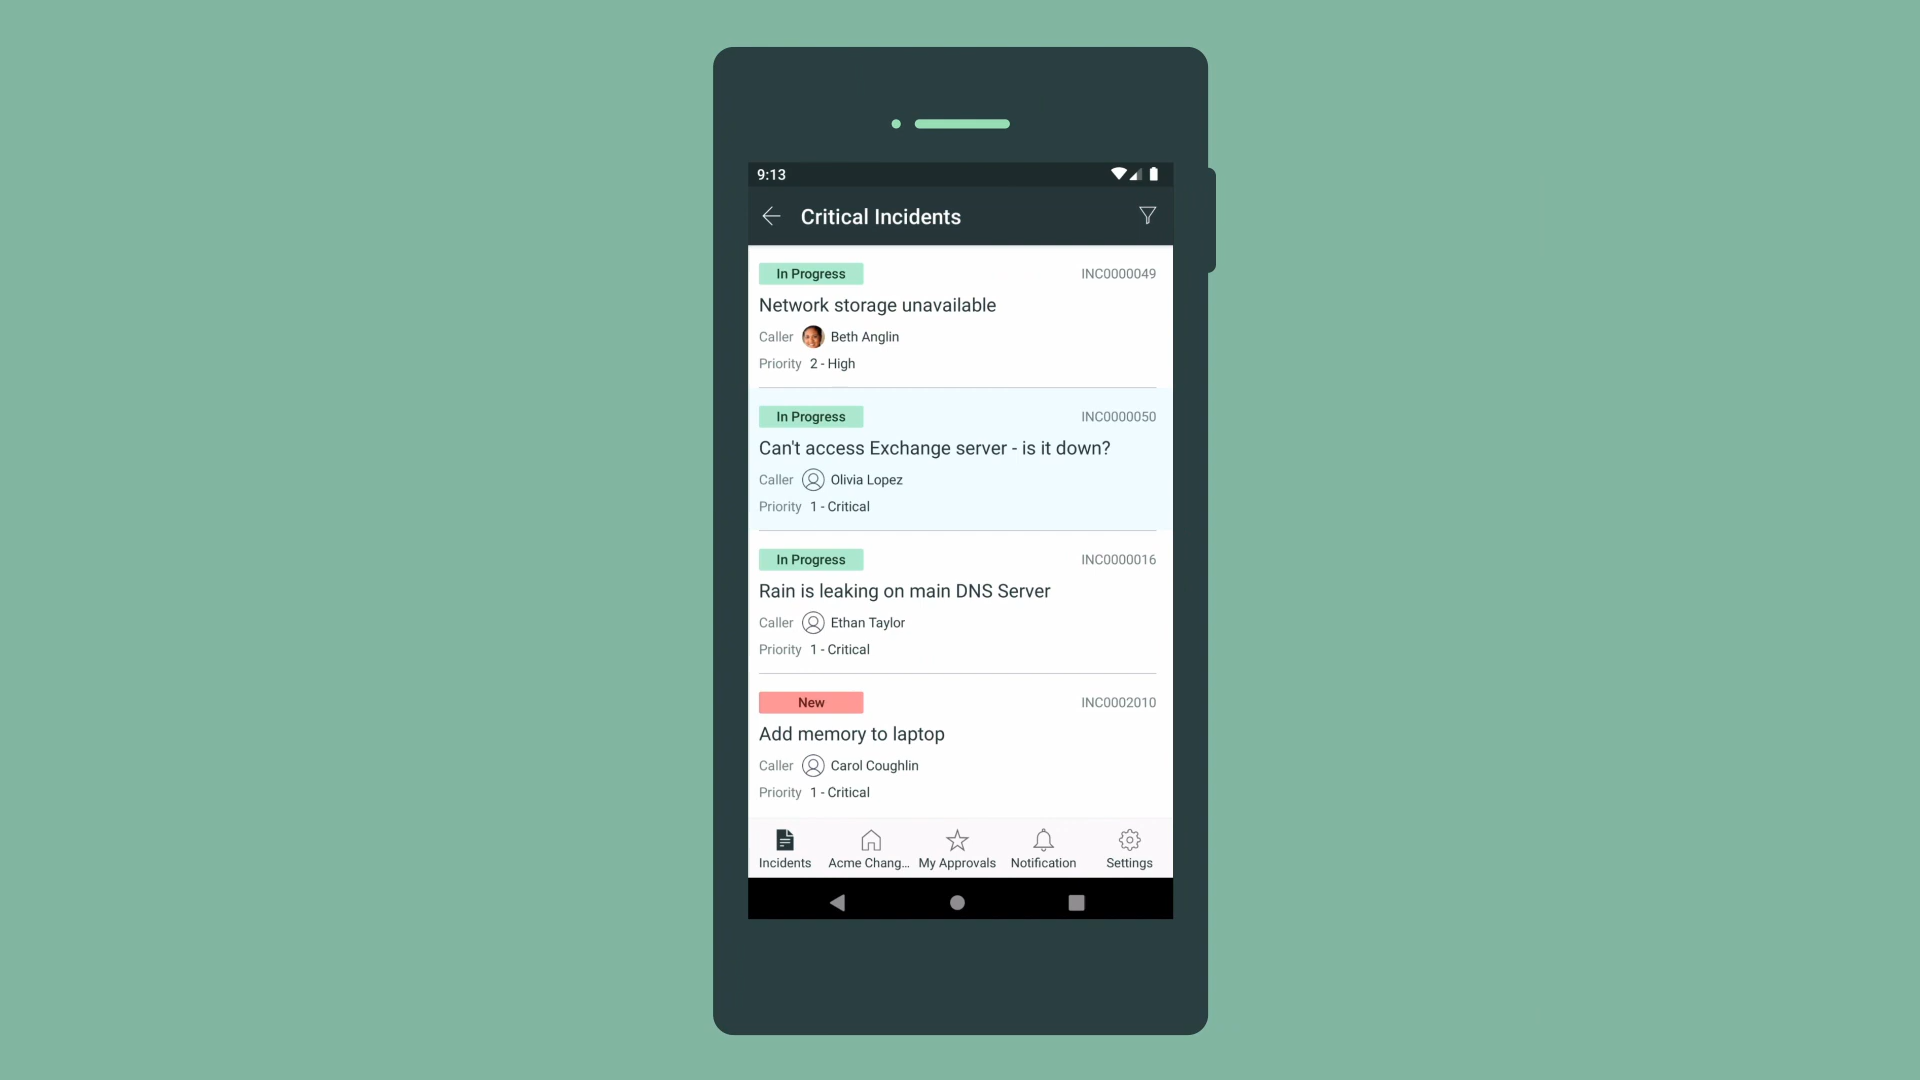 9:13
Critical Incidents
In Progress INC0000049
Network storage unavailable
Caller Beth Anglin
Priority 2 - High
In Progress INC0000050
Can't access Exchange server - is it down?
Caller Olivia Lopez
Priority 1 - Critical
In Progress INC0000016
Rain is leaking on main DNS Server
Caller Ethan Taylor
Priority 1 - Critical
New INC0002010
Add memory to laptop
Caller Carol Coughlin
Priority 1 - Critical
Incidents Acme Chang... My Approvals Notification Settings